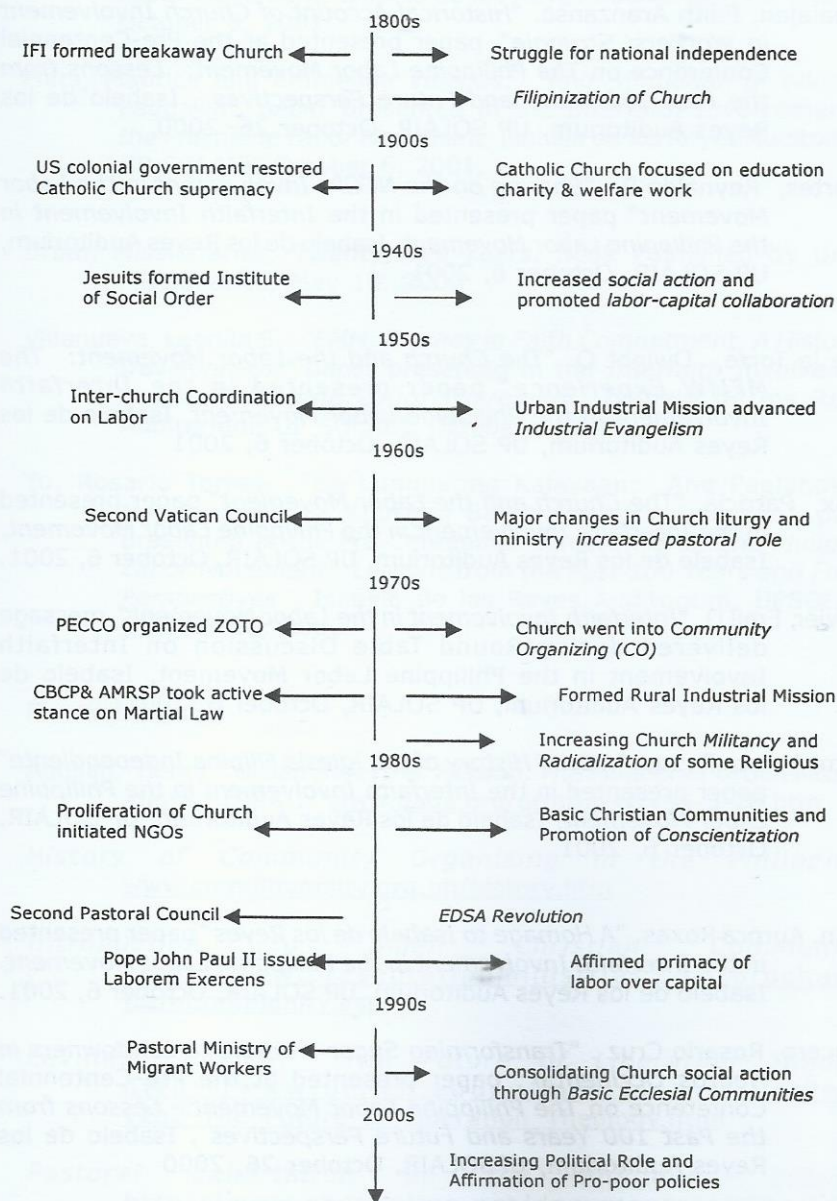 1800s
IFI formed breakaway Church
Struggle for national independence
Filipinization of Church
1900s
US colonial government restored
Catholic Church supremacy
Catholic Church focused on education
charity & welfare work
1940s
Jesuits formed Institute
of Social Order
Increased social action and
promoted labor-capital collaboration
1950s
Inter-church Coordination
on Labor
Urban Industrial Mission advanced
Industrial Evangelism
1960s
Second Vatican Council
Major changes in Church liturgy and
ministry increased pastoral role
1970s
PECCO organized ZOTO
Church went into Community
Organizing (CO)
CBCP& AMRSP took active
stance on Martial Law
Formed Rural Industrial Mission
Increasing Church Militancy and
Radicalization of some Religious
1980s
Proliferation of Church
initiated NGOs
Basic Christian Communities and
Promotion of Conscientization
Second Pastoral Council
EDSA Revolution
Pope John Paul II issued
Laborem Exercens
Affirmed primacy of
labor over capital
1990s
Pastoral Ministry of
Migrant Workers
Consolidating Church social action
through Basic Ecclesial Communities
2000s
Increasing Political Role and
Affirmation of Pro-poor policies